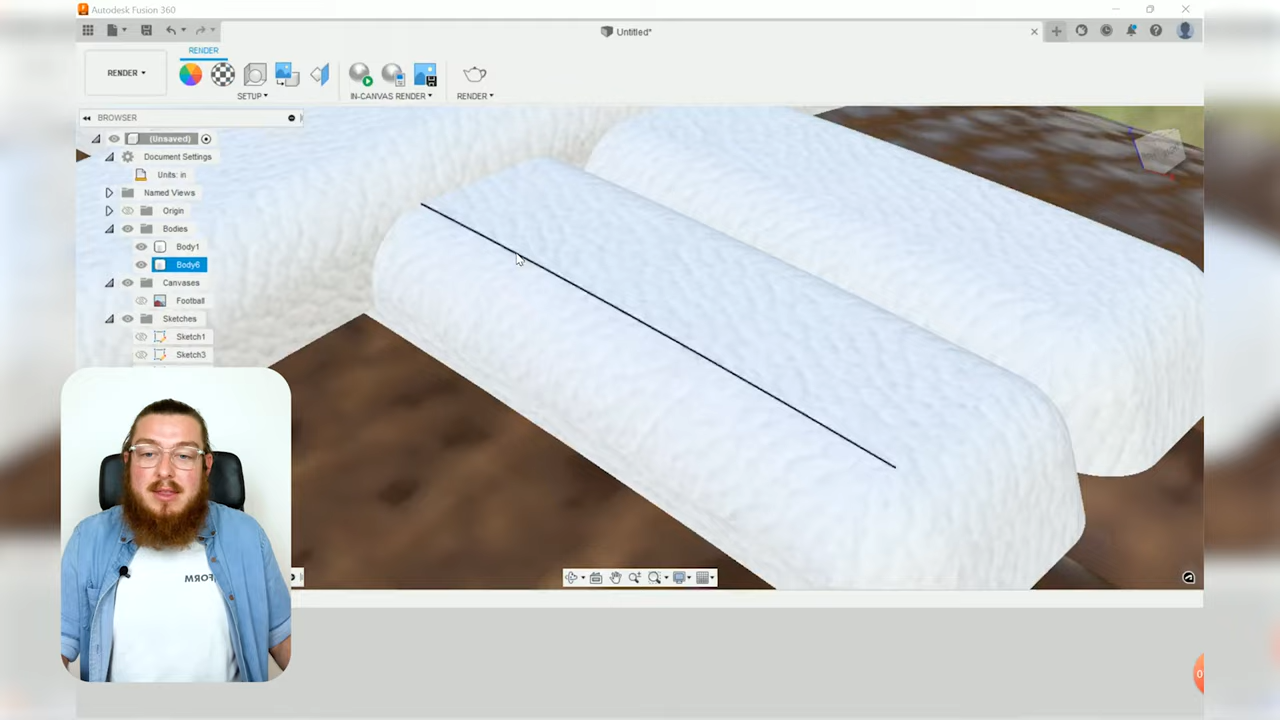 Autodesk Fusion 360
Untitled*
RENDER
RENDER
SETUP
IN-CANVAS RENDER
RENDER
BROWSER
(Unsaved)
Document Settings
Units: in
Named Views
Origin
Bodies
Body1
Body6
Canvases
Football
Sketches
Sketch1
Sketch3